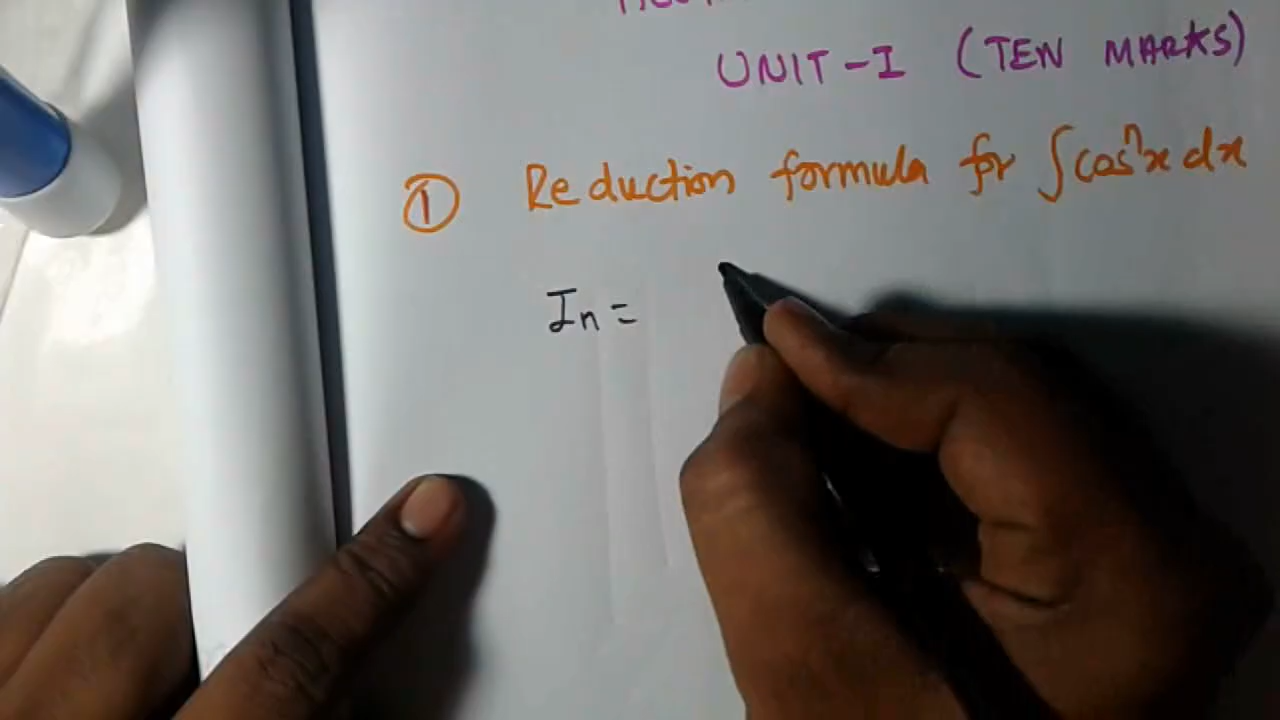 UNIT-I (TEN MARKS)
① Reduction formula for ∫cosⁿx dx
Iₙ =